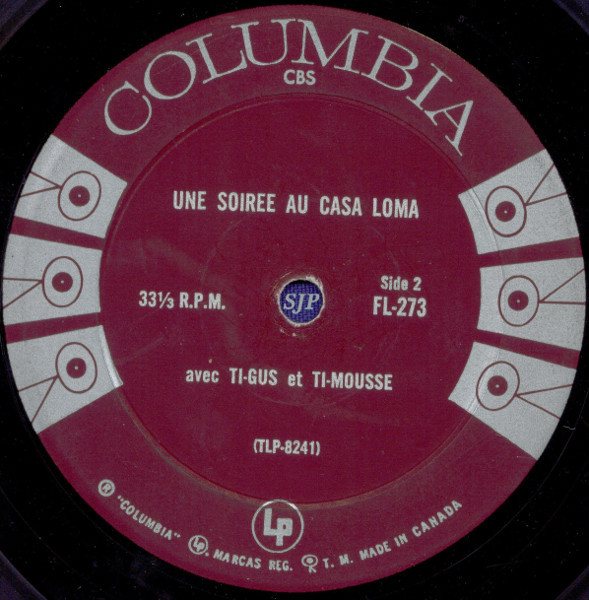 COLUMBIA
CBS
UNE SOIREE AU CASA LOMA
33⅓ R.P.M.
Side 2
FL-273
SJP
avec TI-GUS et TI-MOUSSE
(TLP-8241)
LP
® "COLUMBIA" LP MARCAS REG. T. M. MADE IN CANADA